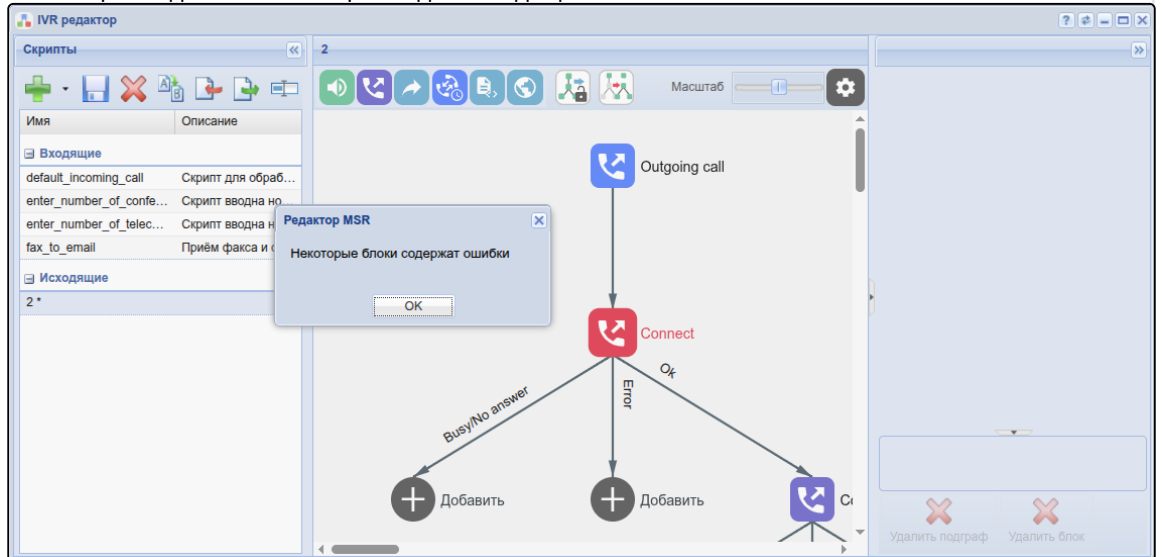 IVR редактор
Скрипты
2
Масштаб
Имя Описание
Входящие
default_incoming_call Скрипт для обраб...
enter_number_of_confe... Скрипт вводна но...
enter_number_of_telec... Скрипт вводна н
fax_to_email Приём факса и
Исходящие
2 *
Outgoing call
Редактор MSR
Некоторые блоки содержат ошибки
OK
Connect
Busy/No answer
Error
Ok
Добавить
Добавить
Удалить подграф Удалить блок